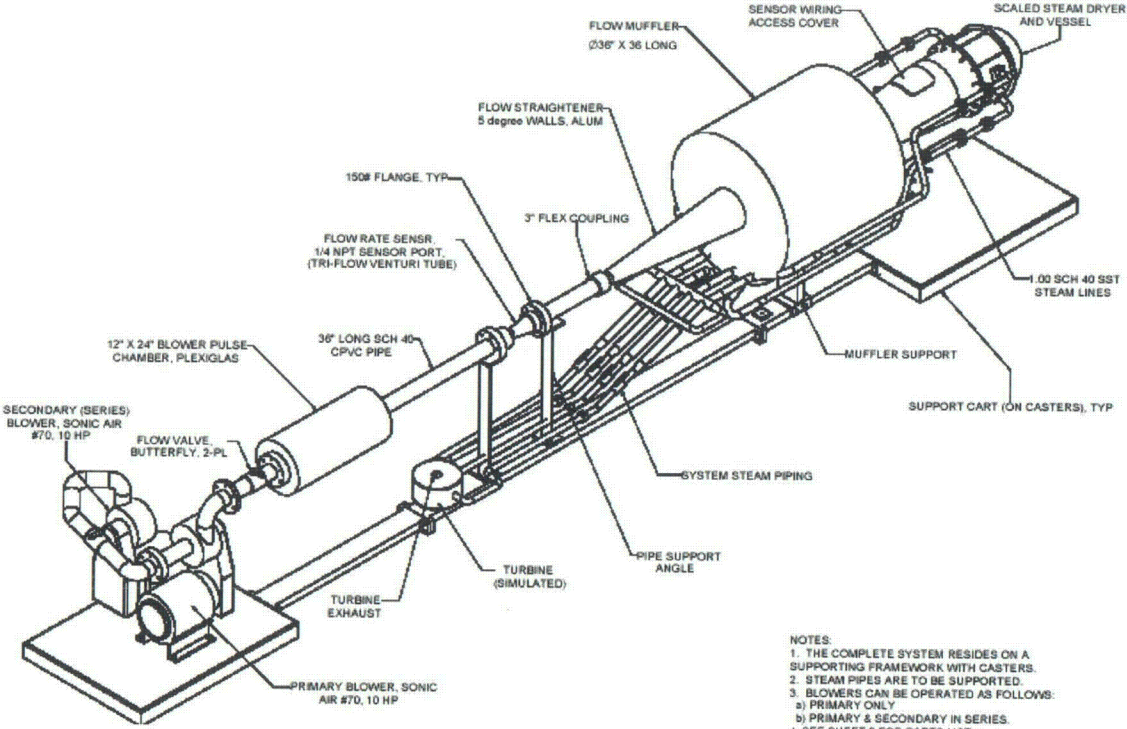 SENSOR WIRING
ACCESS COVER
SCALED STEAM DRYER
AND VESSEL
FLOW MUFFLER
Ø36" X 36 LONG
FLOW STRAIGHTENER
5 degree WALLS, ALUM
150# FLANGE, TYP
3" FLEX COUPLING
FLOW RATE SENSR,
1/4 NPT SENSOR PORT,
(TRI-FLOW VENTURI TUBE)
1.00 SCH 40 SST
STEAM LINES
12" X 24" BLOWER PULSE
CHAMBER, PLEXIGLAS
36" LONG SCH 40
CPVC PIPE
MUFFLER SUPPORT
SUPPORT CART (ON CASTERS), TYP
SECONDARY (SERIES)
BLOWER, SONIC AIR
#70, 10 HP
FLOW VALVE,
BUTTERFLY, 2-PL
SYSTEM STEAM PIPING
PIPE SUPPORT
ANGLE
TURBINE
(SIMULATED)
TURBINE
EXHAUST
PRIMARY BLOWER, SONIC
AIR #70, 10 HP
NOTES:
1. THE COMPLETE SYSTEM RESIDES ON A
SUPPORTING FRAMEWORK WITH CASTERS.
2. STEAM PIPES ARE TO BE SUPPORTED.
3. BLOWERS CAN BE OPERATED AS FOLLOWS:
a) PRIMARY ONLY
b) PRIMARY & SECONDARY IN SERIES.